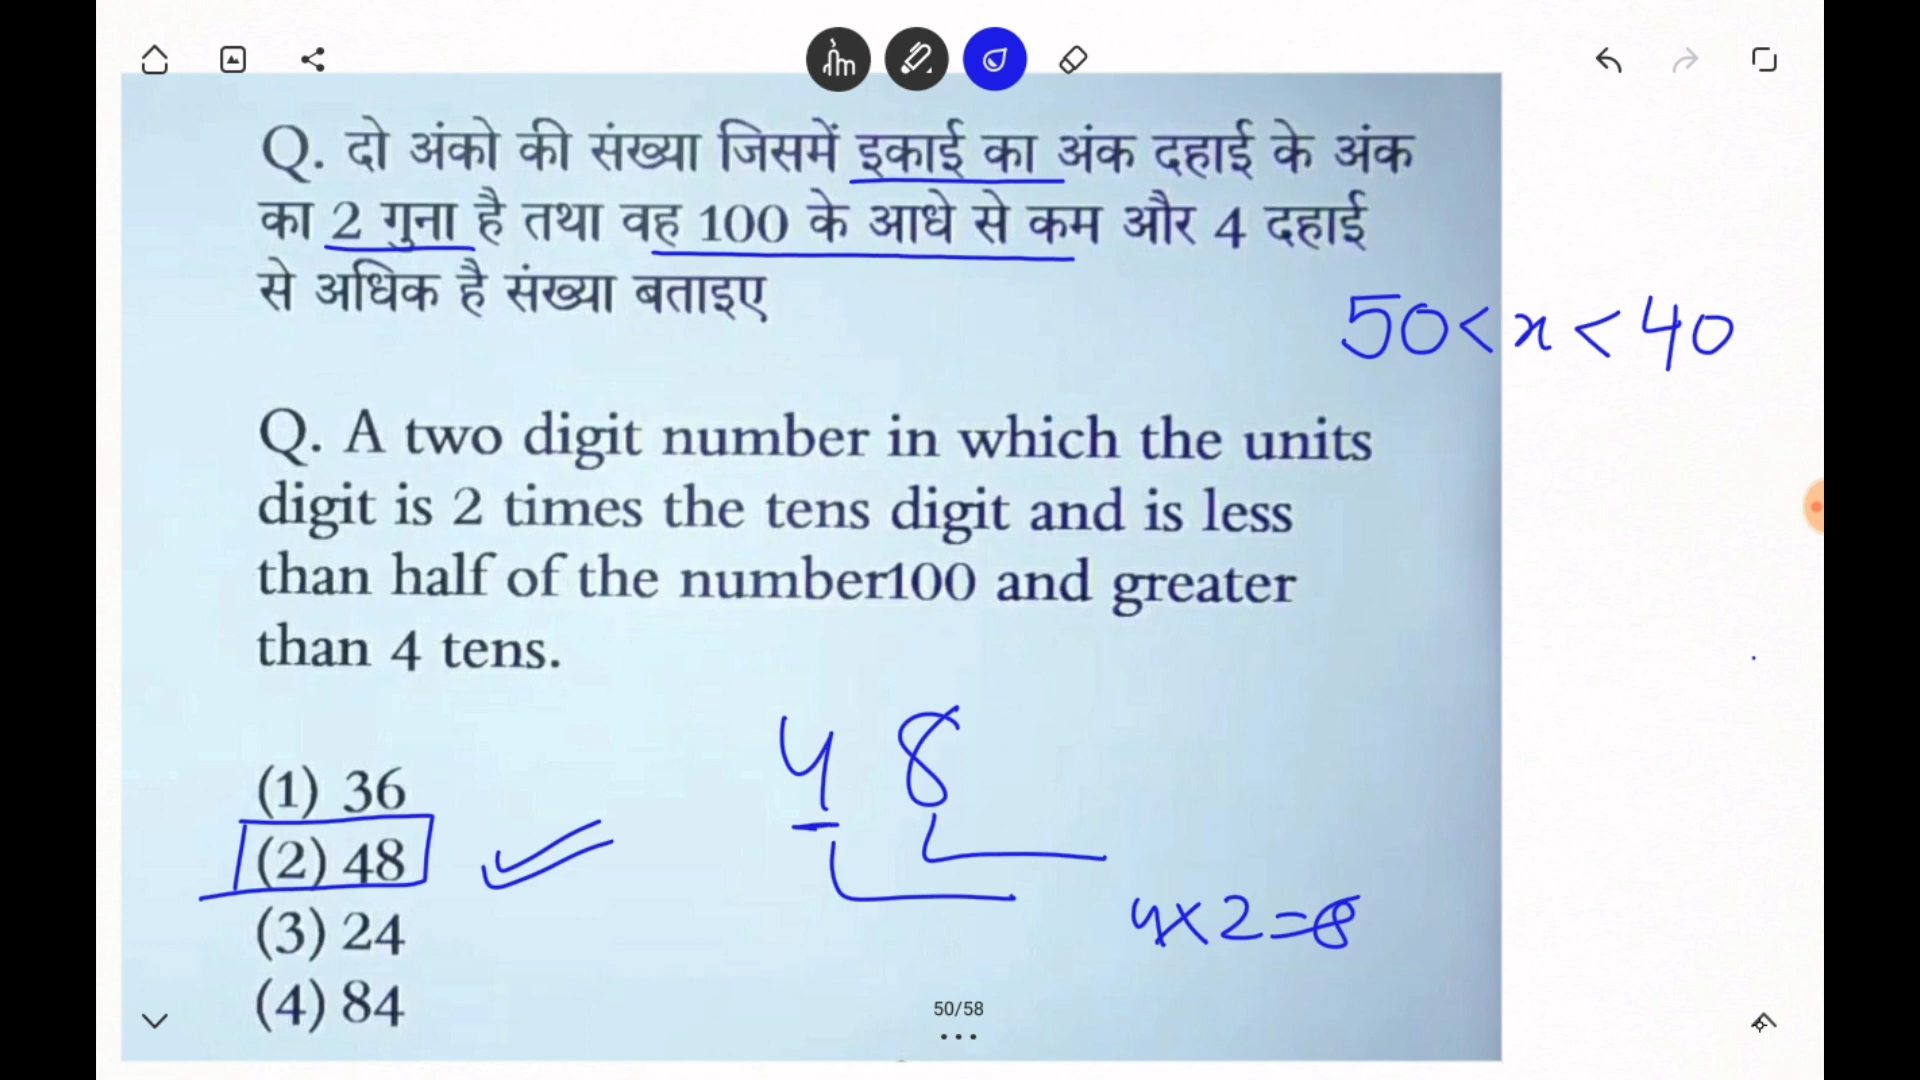 Q. दो अंको की संख्या जिसमें इकाई का अंक दहाई के अंक
का 2 गुना है तथा वह 100 के आधे से कम और 4 दहाई
से अधिक है संख्या बताइए
50<x<40
Q. A two digit number in which the units
digit is 2 times the tens digit and is less
than half of the number100 and greater
than 4 tens.
48
(1) 36
(2) 48
4×2=8
(3) 24
(4) 84
50/58